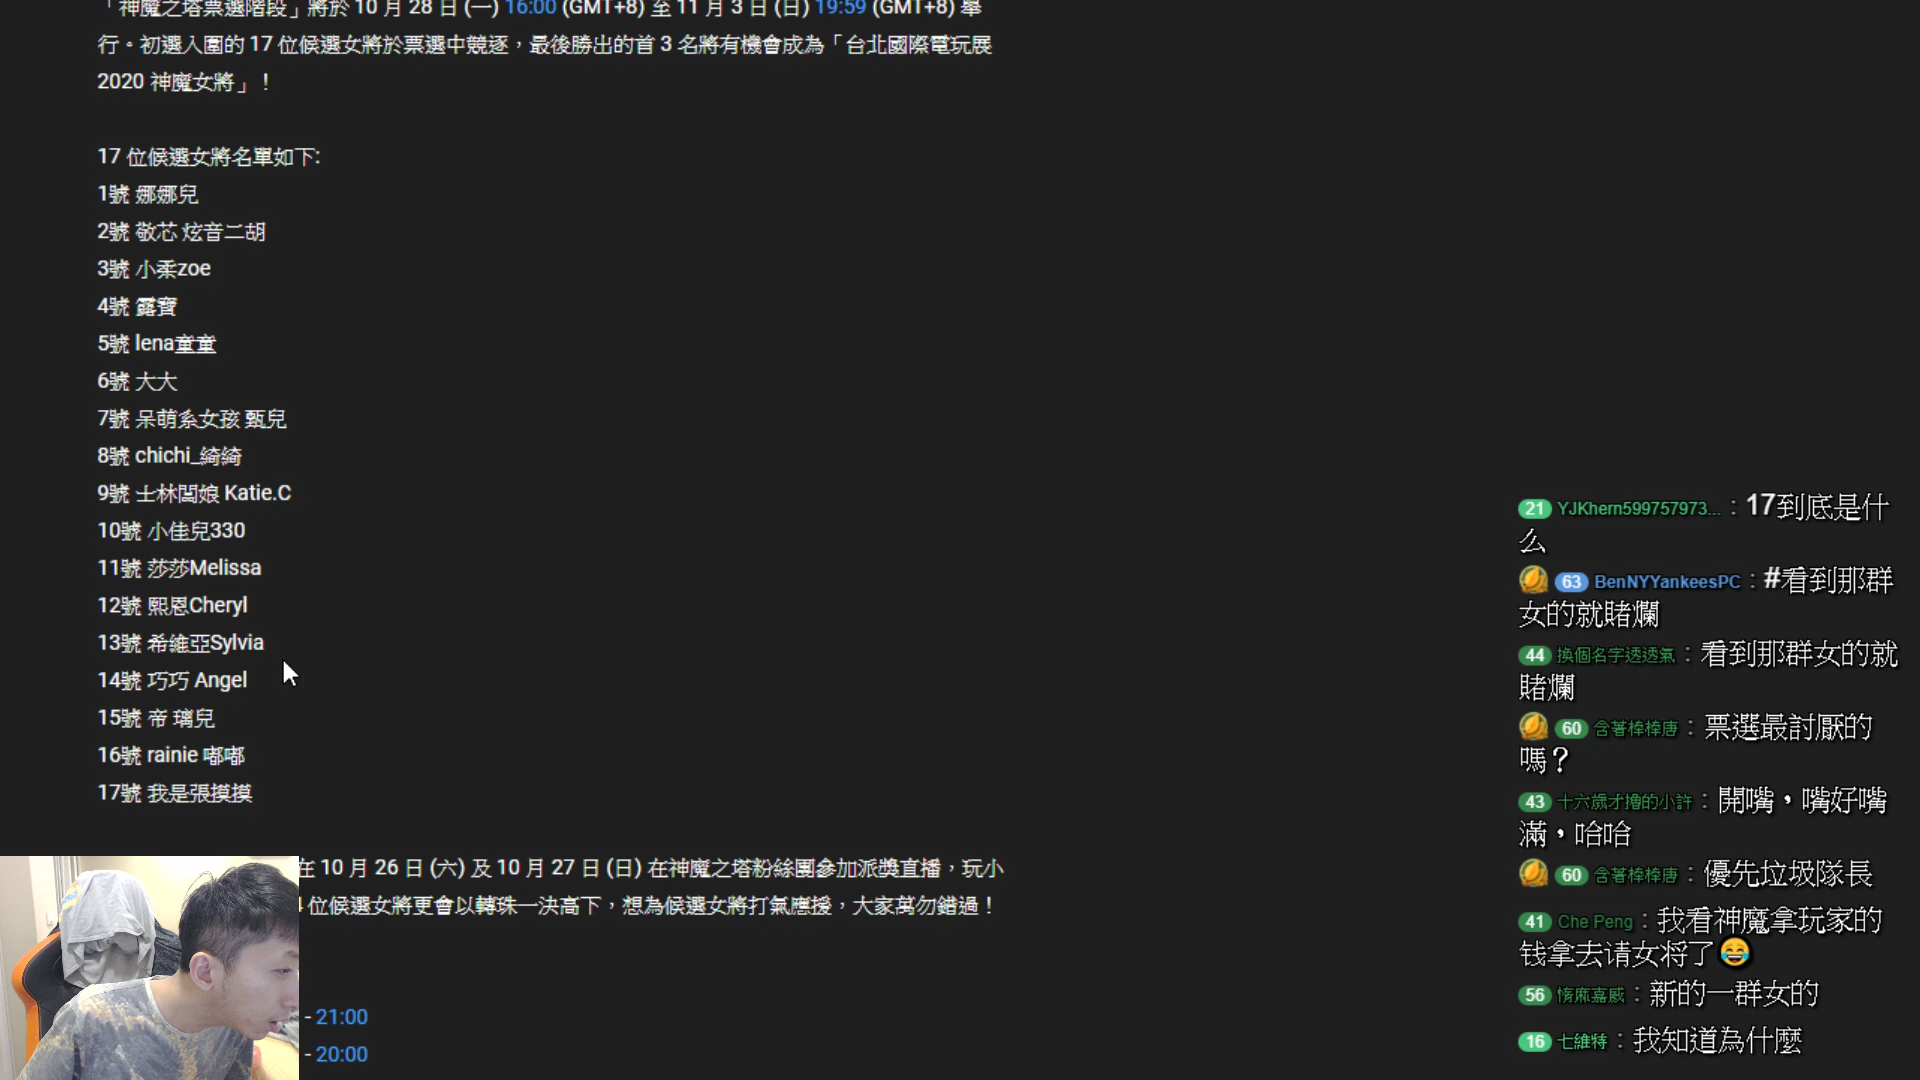 「神魔之塔票選階段」將於 10 月 28 日 (一) 16:00 (GMT+8) 至 11 月 3 日 (日) 19:59 (GMT+8) 舉
行。初選入圍的 17 位候選女將於票選中競逐，最後勝出的首 3 名將有機會成為「台北國際電玩展
2020 神魔女將」！
17 位候選女將名單如下:
1號 娜娜兒
2號 敬芯 炫音二胡
3號 小柔zoe
4號 露寶
5號 lena童童
6號 大大
7號 呆萌系女孩 甄兒
8號 chichi_綺綺
9號 士林闆娘 Katie.C
10號 小佳兒330
11號 莎莎Melissa
12號 熙恩Cheryl
13號 希維亞Sylvia
14號 巧巧 Angel
15號 帝 璃兒
16號 rainie 嘟嘟
17號 我是張摸摸
在 10 月 26 日 (六) 及 10 月 27 日 (日) 在神魔之塔粉絲團參加派獎直播，玩小
位候選女將更會以轉珠一決高下，想為候選女將打氣應援，大家萬勿錯過！
- 21:00
- 20:00
21 YJKhern599757973... : 17到底是什
么
63 BenNYYankeesPC : #看到那群
女的就賭爛
44 換個名字透透氣 : 看到那群女的就
賭爛
60 含著棒棒唐 : 票選最討厭的
嗎？
43 十六歲才擼的小許 : 開嘴，嘴好嘴
滿，哈哈
60 含著棒棒唐 : 優先垃圾隊長
41 Che Peng : 我看神魔拿玩家的
钱拿去请女将了😂
56 惰庥嘉威 : 新的一群女的
16 七維特 : 我知道為什麼